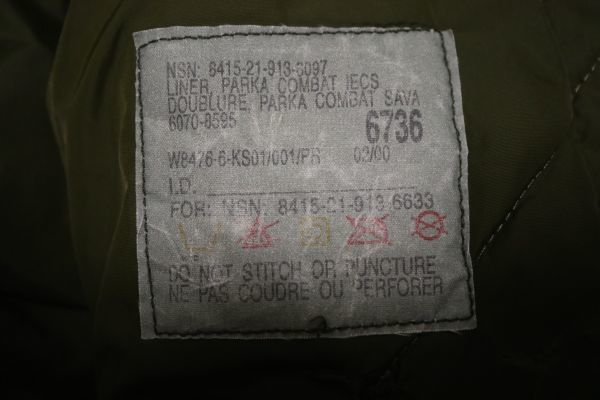 NSN: 8415-21-913-6097
LINER, PARKA COMBAT IECS
DOUBLURE, PARKA COMBAT SAVA
6070-8595
6736
W8476-6-KS01/001/PR 02/00
I.D.
FOR: NSN: 8415-21-913-6633
DO NOT STITCH OR PUNCTURE
NE PAS COUDRE OU PERFORER